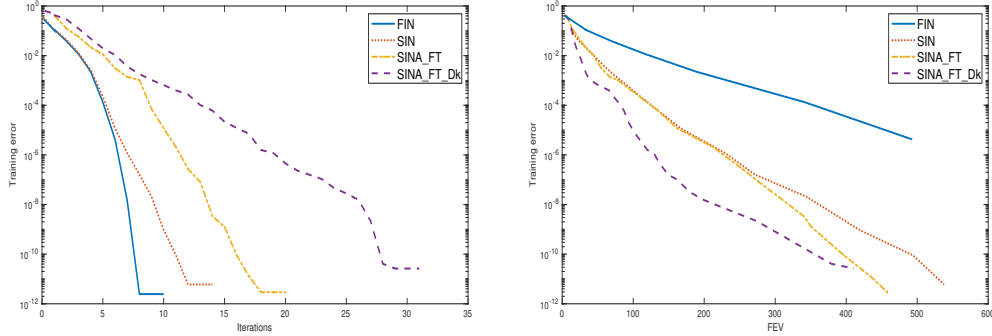 10^0
10^-2
10^-4
10^-6
10^-8
10^-10
10^-12
Training error
0 5 10 15 20 25 30 35
Iterations
FIN
SIN
SINA_FT
SINA_FT_Dk
10^0
10^-2
10^-4
10^-6
10^-8
10^-10
10^-12
Training error
0 100 200 300 400 500 600
FEV
FIN
SIN
SINA_FT
SINA_FT_Dk